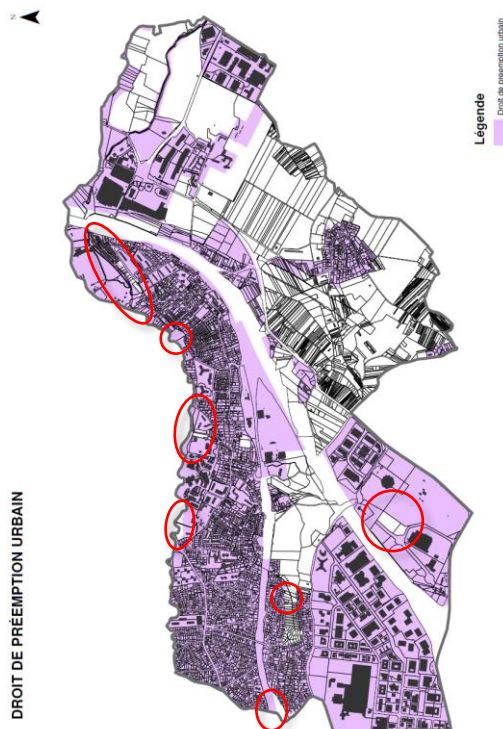 N
DROIT DE PRÉEMPTION URBAIN
Légende
Droit de préemption urbain